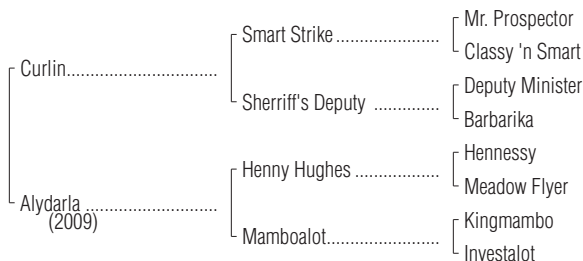 Mr. Prospector
Smart Strike ..................
Classy 'n Smart
Curlin..........................
Deputy Minister
Sherriff's Deputy ...........
Barbarika
Hennessy
Henny Hughes ...............
Meadow Flyer
Alydarla .......................
(2009)
Kingmambo
Mamboalot...................
Investalot